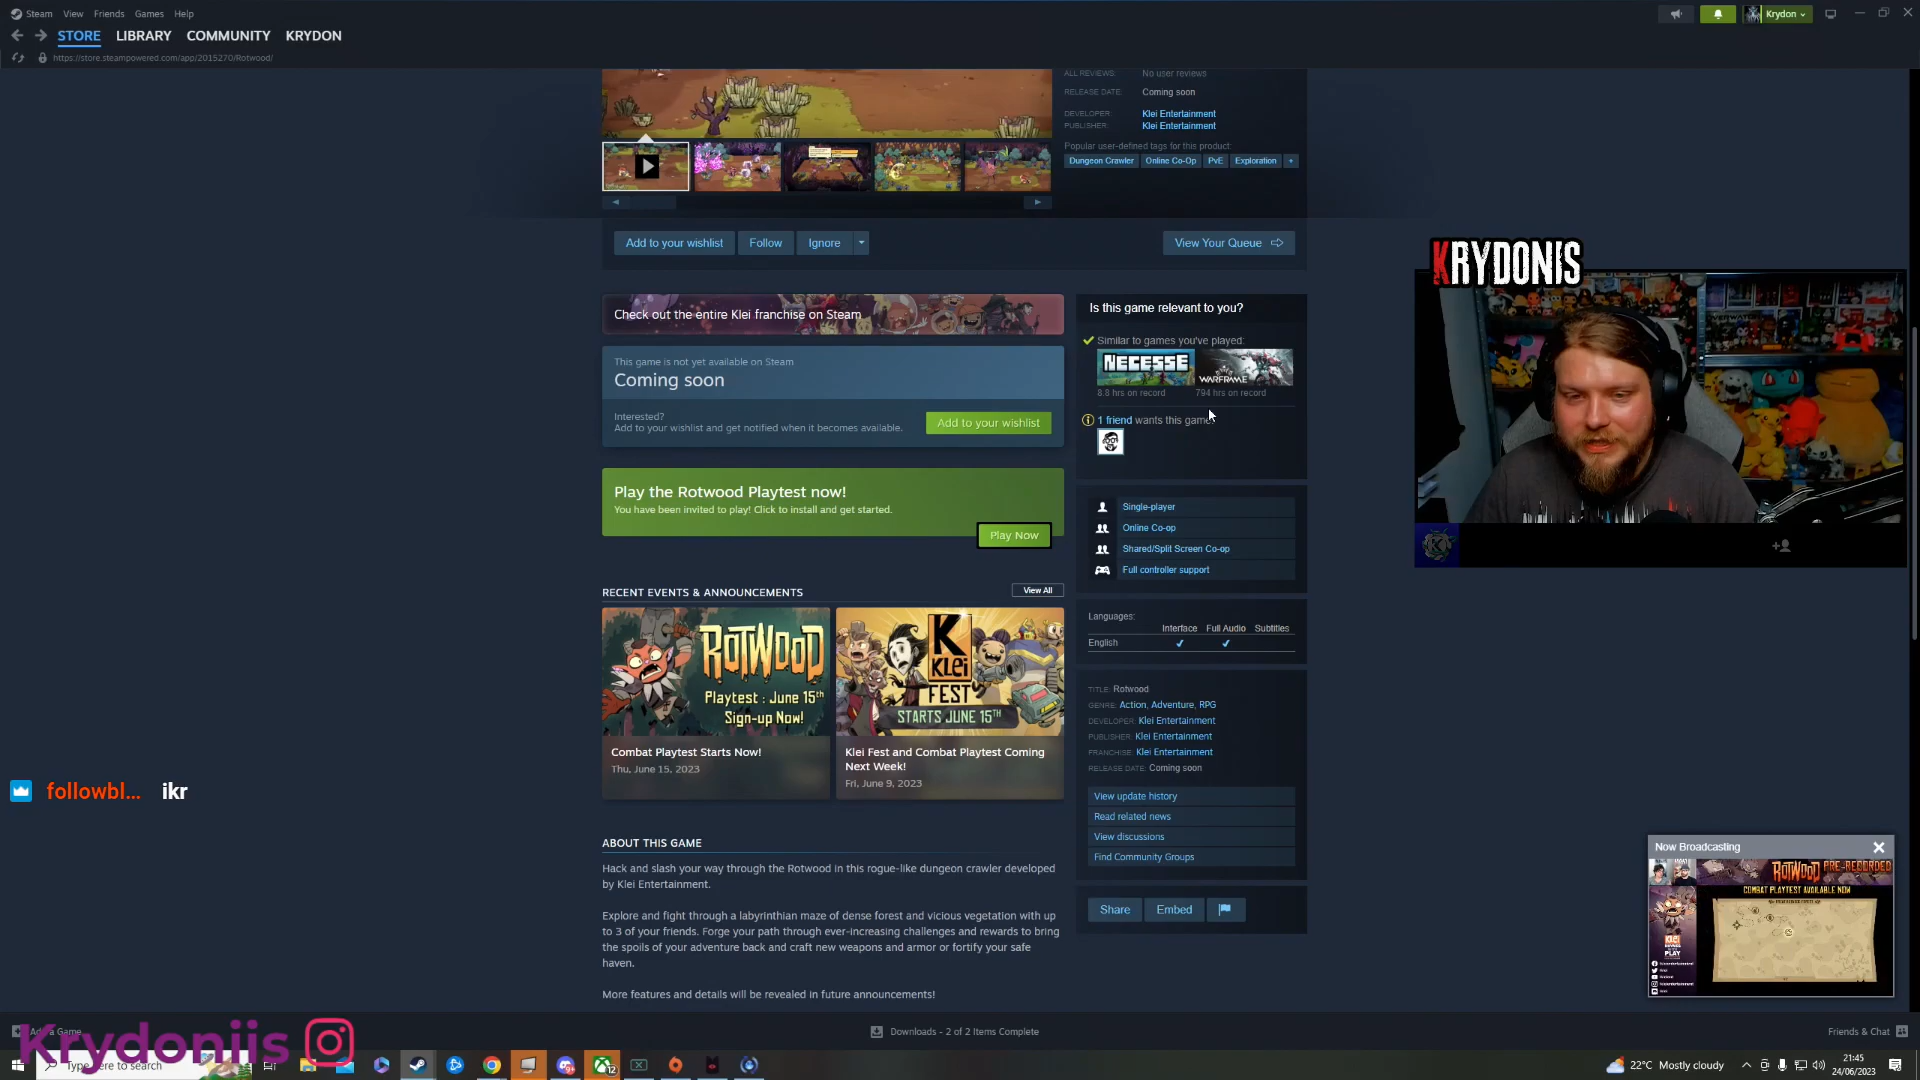 Steam View Friends Games Help
Krydon
STORE LIBRARY COMMUNITY KRYDON
https://store.steampowered.com/app/2015270/Rotwood/
ALL REVIEWS: No user reviews
RELEASE DATE: Coming soon
DEVELOPER: Klei Entertainment
PUBLISHER: Klei Entertainment
Popular user-defined tags for this product:
Dungeon Crawler Online Co-Op PvE Exploration +
Add to your wishlist Follow Ignore
View Your Queue
KRYDONIS
Check out the entire Klei franchise on Steam
This game is not yet available on Steam
Coming soon
Interested?
Add to your wishlist and get notified when it becomes available.
Add to your wishlist
Play the Rotwood Playtest now!
You have been invited to play! Click to install and get started.
Play Now
Is this game relevant to you?
Similar to games you've played:
NECESSE WARFRAME
8.8 hrs on record 794 hrs on record
1 friend wants this game
Single-player
Online Co-op
Shared/Split Screen Co-op
Full controller support
Languages:
Interface Full Audio Subtitles
English
RECENT EVENTS & ANNOUNCEMENTS
View All
ROTWOOD
Playtest : June 15th
Sign-up Now!
Combat Playtest Starts Now!
Thu, June 15, 2023
K
KLEI
FEST
STARTS JUNE 15TH
Klei Fest and Combat Playtest Coming
Next Week!
Fri, June 9, 2023
TITLE: Rotwood
GENRE: Action, Adventure, RPG
DEVELOPER: Klei Entertainment
PUBLISHER: Klei Entertainment
FRANCHISE: Klei Entertainment
RELEASE DATE: Coming soon
View update history
Read related news
View discussions
Find Community Groups
Share Embed
followbl... ikr
ABOUT THIS GAME
Hack and slash your way through the Rotwood in this rogue-like dungeon crawler developed
by Klei Entertainment.
Explore and fight through a labyrinthian maze of dense forest and vicious vegetation with up
to 3 of your friends. Forge your path through ever-increasing challenges and rewards to bring
the spoils of your adventure back and craft new weapons and armor or fortify your safe
haven.
More features and details will be revealed in future announcements!
Now Broadcasting
ROTWOOD PRE-RECORDED
COMBAT PLAYTEST AVAILABLE NOW
Add a Game
Downloads - 2 of 2 Items Complete
Friends & Chat
Krydoniis
Type here to search
12
22°C Mostly cloudy
21:45
24/06/2023